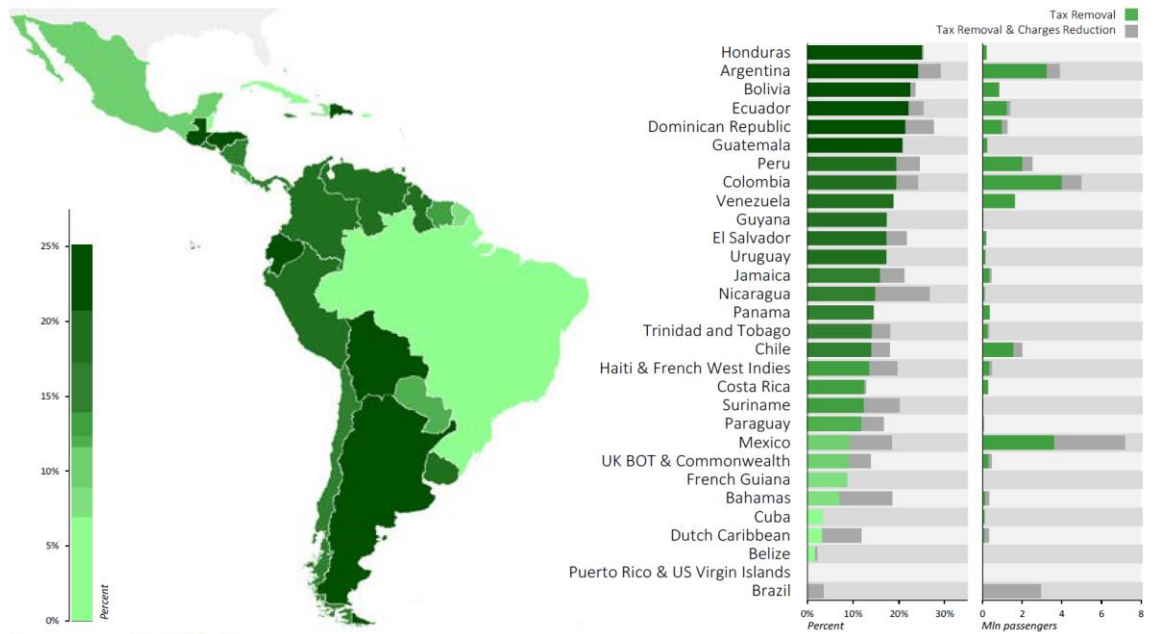 Tax Removal
Tax Removal & Charges Reduction
Honduras
Argentina
Bolivia
Ecuador
Dominican Republic
Guatemala
Peru
Colombia
Venezuela
Guyana
El Salvador
Uruguay
Jamaica
Nicaragua
Panama
Trinidad and Tobago
Chile
Haiti & French West Indies
Costa Rica
Suriname
Paraguay
Mexico
UK BOT & Commonwealth
French Guiana
Bahamas
Cuba
Dutch Caribbean
Belize
Puerto Rico & US Virgin Islands
Brazil
25%
20%
15%
10%
5%
0%
Percent
0% 10% 20% 30%
Percent
0 2 4 6 8
Mln passengers